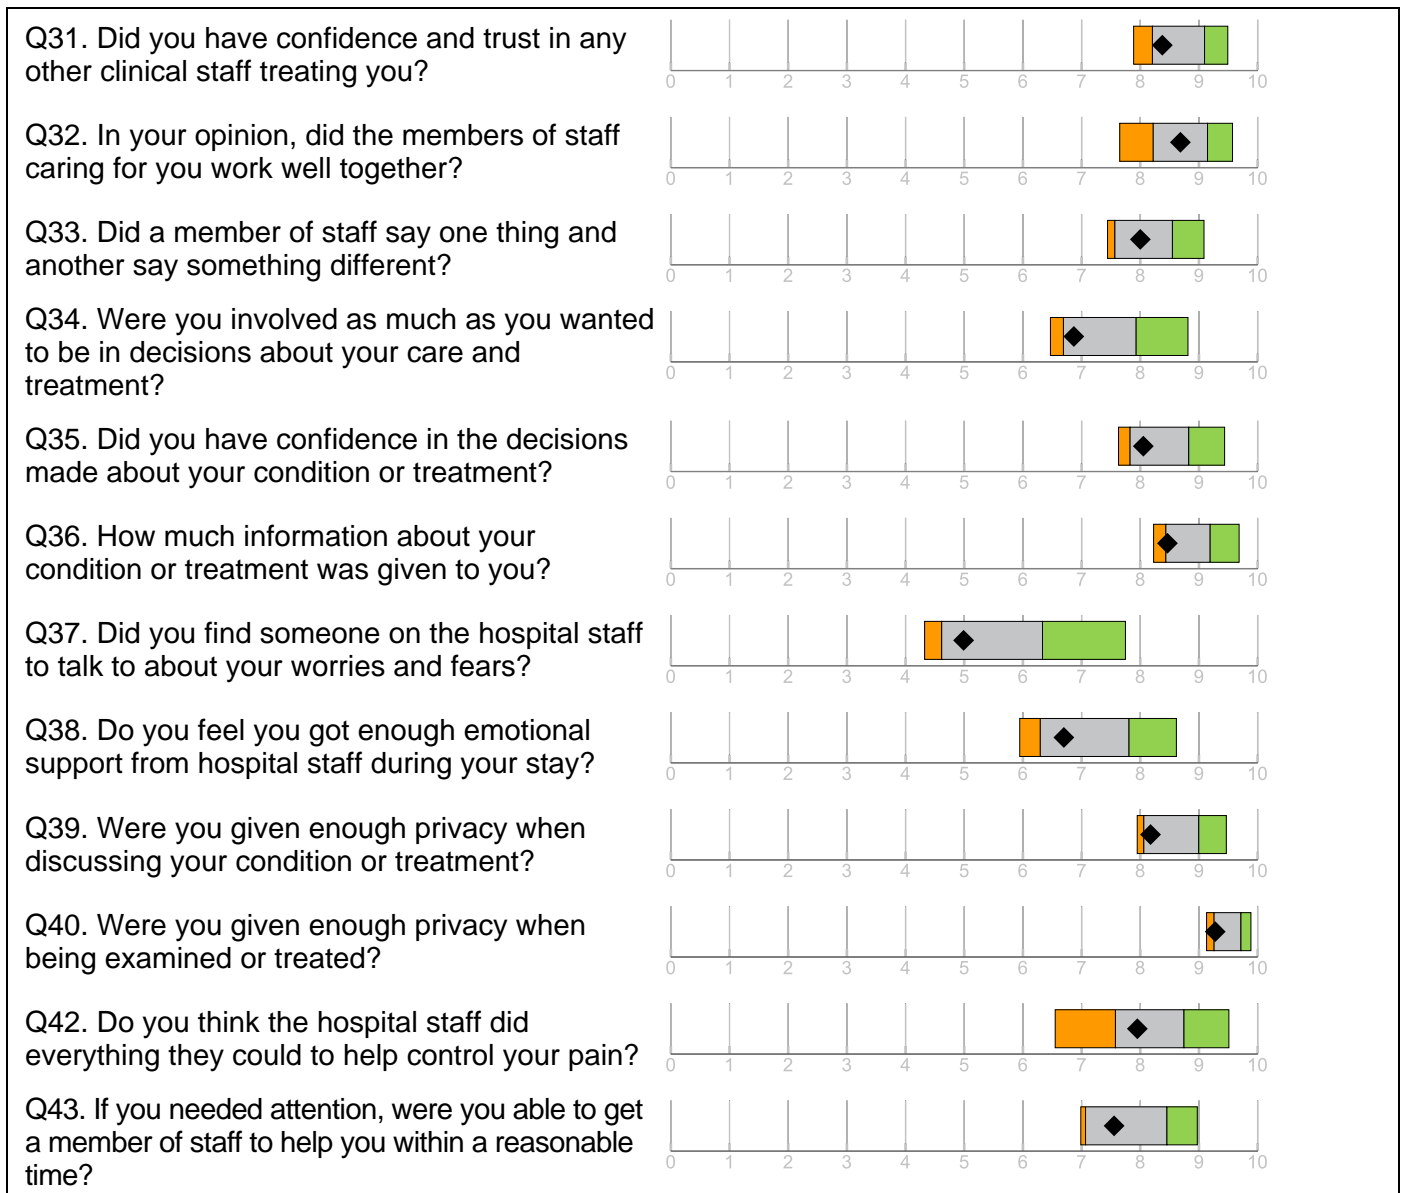 Q31. Did you have confidence and trust in any
other clinical staff treating you?
0 1 2 3 4 5 6 7 8 9 10
Q32. In your opinion, did the members of staff
caring for you work well together?
0 1 2 3 4 5 6 7 8 9 10
Q33. Did a member of staff say one thing and
another say something different?
0 1 2 3 4 5 6 7 8 9 10
Q34. Were you involved as much as you wanted
to be in decisions about your care and
treatment?
0 1 2 3 4 5 6 7 8 9 10
Q35. Did you have confidence in the decisions
made about your condition or treatment?
0 1 2 3 4 5 6 7 8 9 10
Q36. How much information about your
condition or treatment was given to you?
0 1 2 3 4 5 6 7 8 9 10
Q37. Did you find someone on the hospital staff
to talk to about your worries and fears?
0 1 2 3 4 5 6 7 8 9 10
Q38. Do you feel you got enough emotional
support from hospital staff during your stay?
0 1 2 3 4 5 6 7 8 9 10
Q39. Were you given enough privacy when
discussing your condition or treatment?
0 1 2 3 4 5 6 7 8 9 10
Q40. Were you given enough privacy when
being examined or treated?
0 1 2 3 4 5 6 7 8 9 10
Q42. Do you think the hospital staff did
everything they could to help control your pain?
0 1 2 3 4 5 6 7 8 9 10
Q43. If you needed attention, were you able to get
a member of staff to help you within a reasonable
time?
0 1 2 3 4 5 6 7 8 9 10